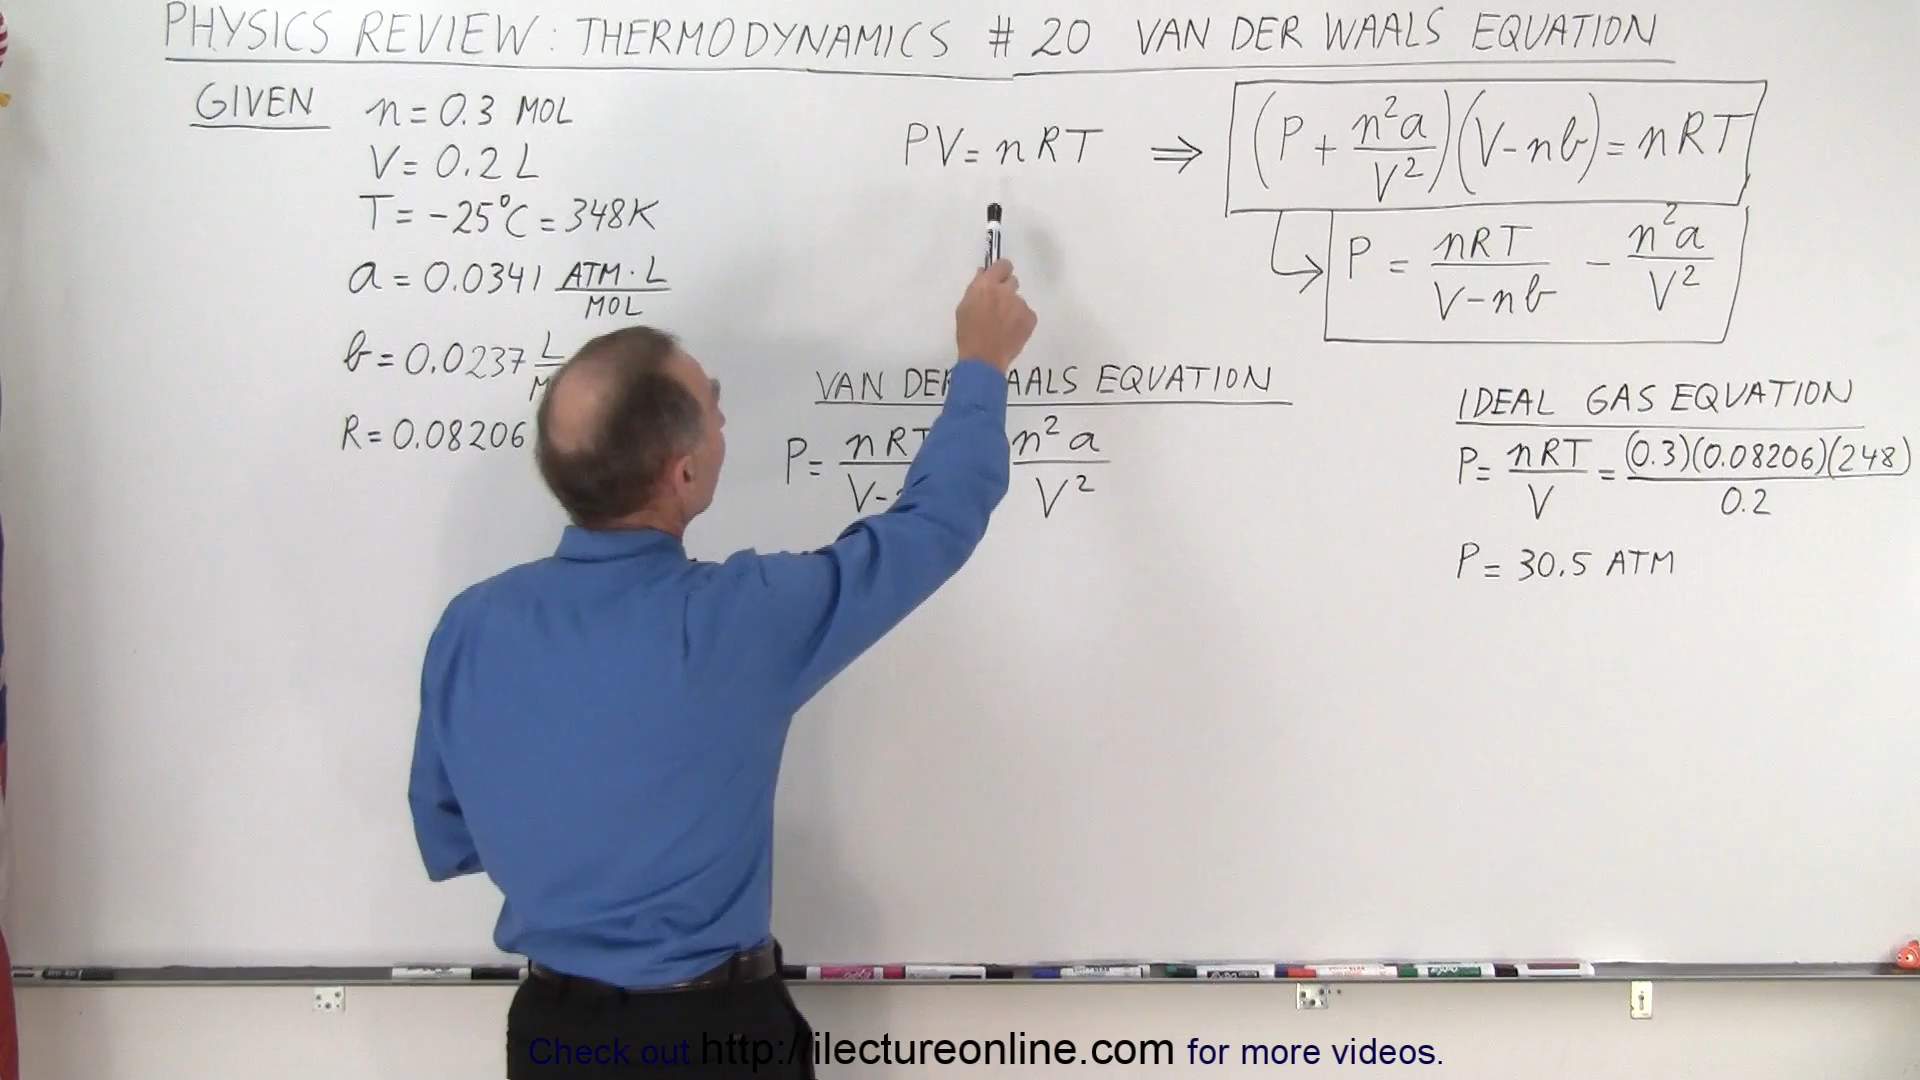 PHYSICS REVIEW: THERMODYNAMICS # 20 VAN DER WAALS EQUATION
GIVEN n = 0.3 MOL
V = 0.2 L
T = -25°C = 348K
a = 0.0341 ATM · L / MOL
b = 0.0237 L /
R = 0.08206
PV = nRT ⇒ (P + n²a / V²)(V - nb) = nRT
P = nRT / V - nb - n²a / V²
VAN DER AALS EQUATION
P = nRT / V - n² a / V²
IDEAL GAS EQUATION
P = nRT / V = (0.3)(0.08206)(248) / 0.2
P = 30.5 ATM
Check out http://ilectureonline.com for more videos.